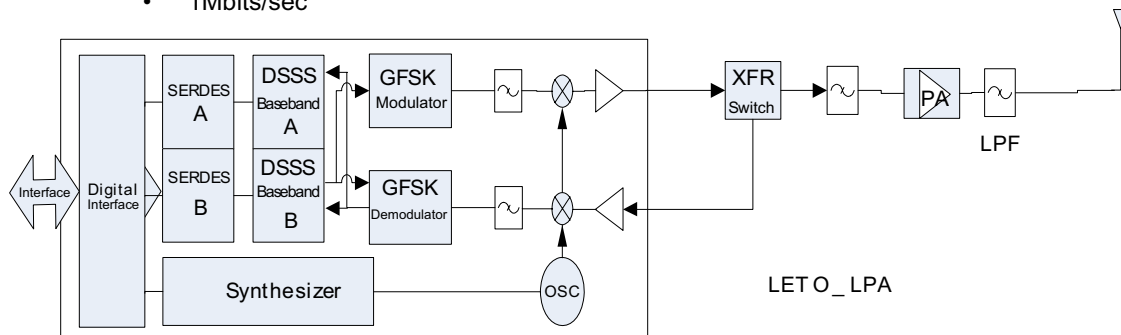 • 1Mbits/sec
SERDES
A
DSSS
Baseband
A
GFSK
Modulator
XFR
Switch
PA
LPF
Interface
Digital
Interface
SERDES
B
DSSS
Baseband
B
GFSK
Demodulator
Synthesizer
OSC
LETO_LPA